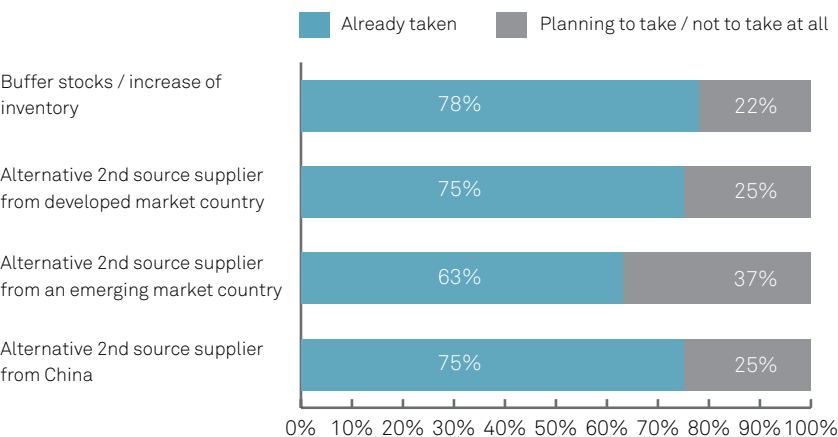 Already taken
Planning to take / not to take at all
Buffer stocks / increase of
inventory
78%
22%
Alternative 2nd source supplier
from developed market country
75%
25%
Alternative 2nd source supplier
from an emerging market country
63%
37%
Alternative 2nd source supplier
from China
75%
25%
0% 10% 20% 30% 40% 50% 60% 70% 80% 90% 100%